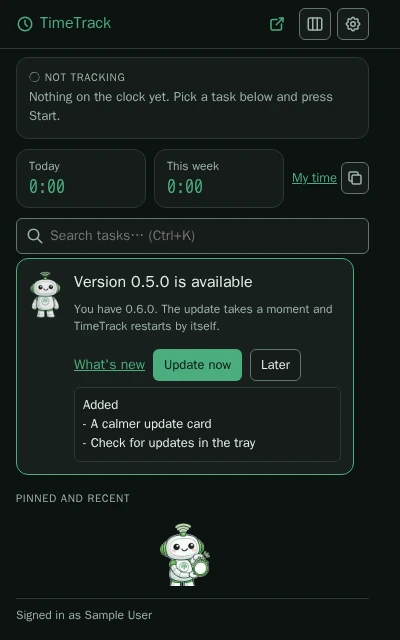 TimeTrack
NOT TRACKING
Nothing on the clock yet. Pick a task below and press
Start.
Today
0:00
This week
0:00
My time
Search tasks··· (Ctrl+K)
Version 0.5.0 is available
You have 0.6.0. The update takes a moment and
TimeTrack restarts by itself.
What's new
Update now
Later
Added
- A calmer update card
- Check for updates in the tray
PINNED AND RECENT
Signed in as Sample User